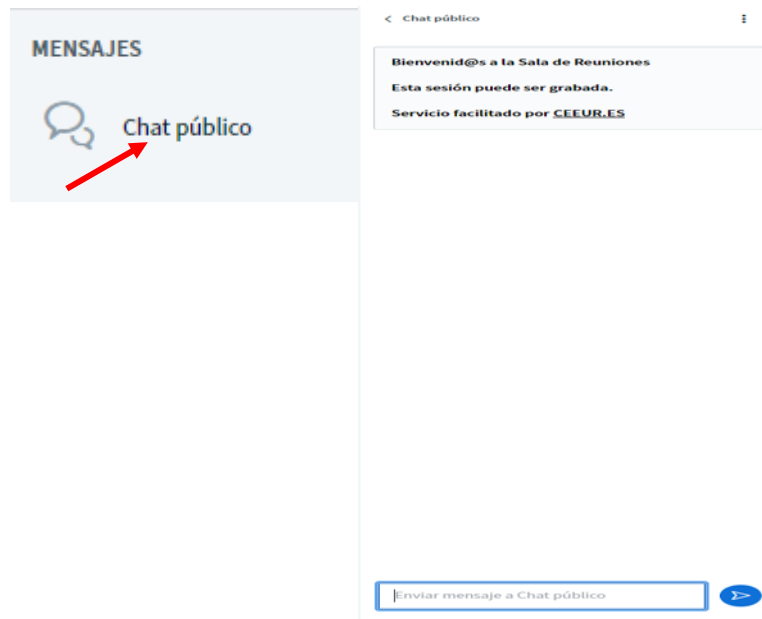 MENSAJES
Chat público
< Chat público
Bienvenid@s a la Sala de Reuniones
Esta sesión puede ser grabada.
Servicio facilitado por CEEUR.ES
Enviar mensaje a Chat público